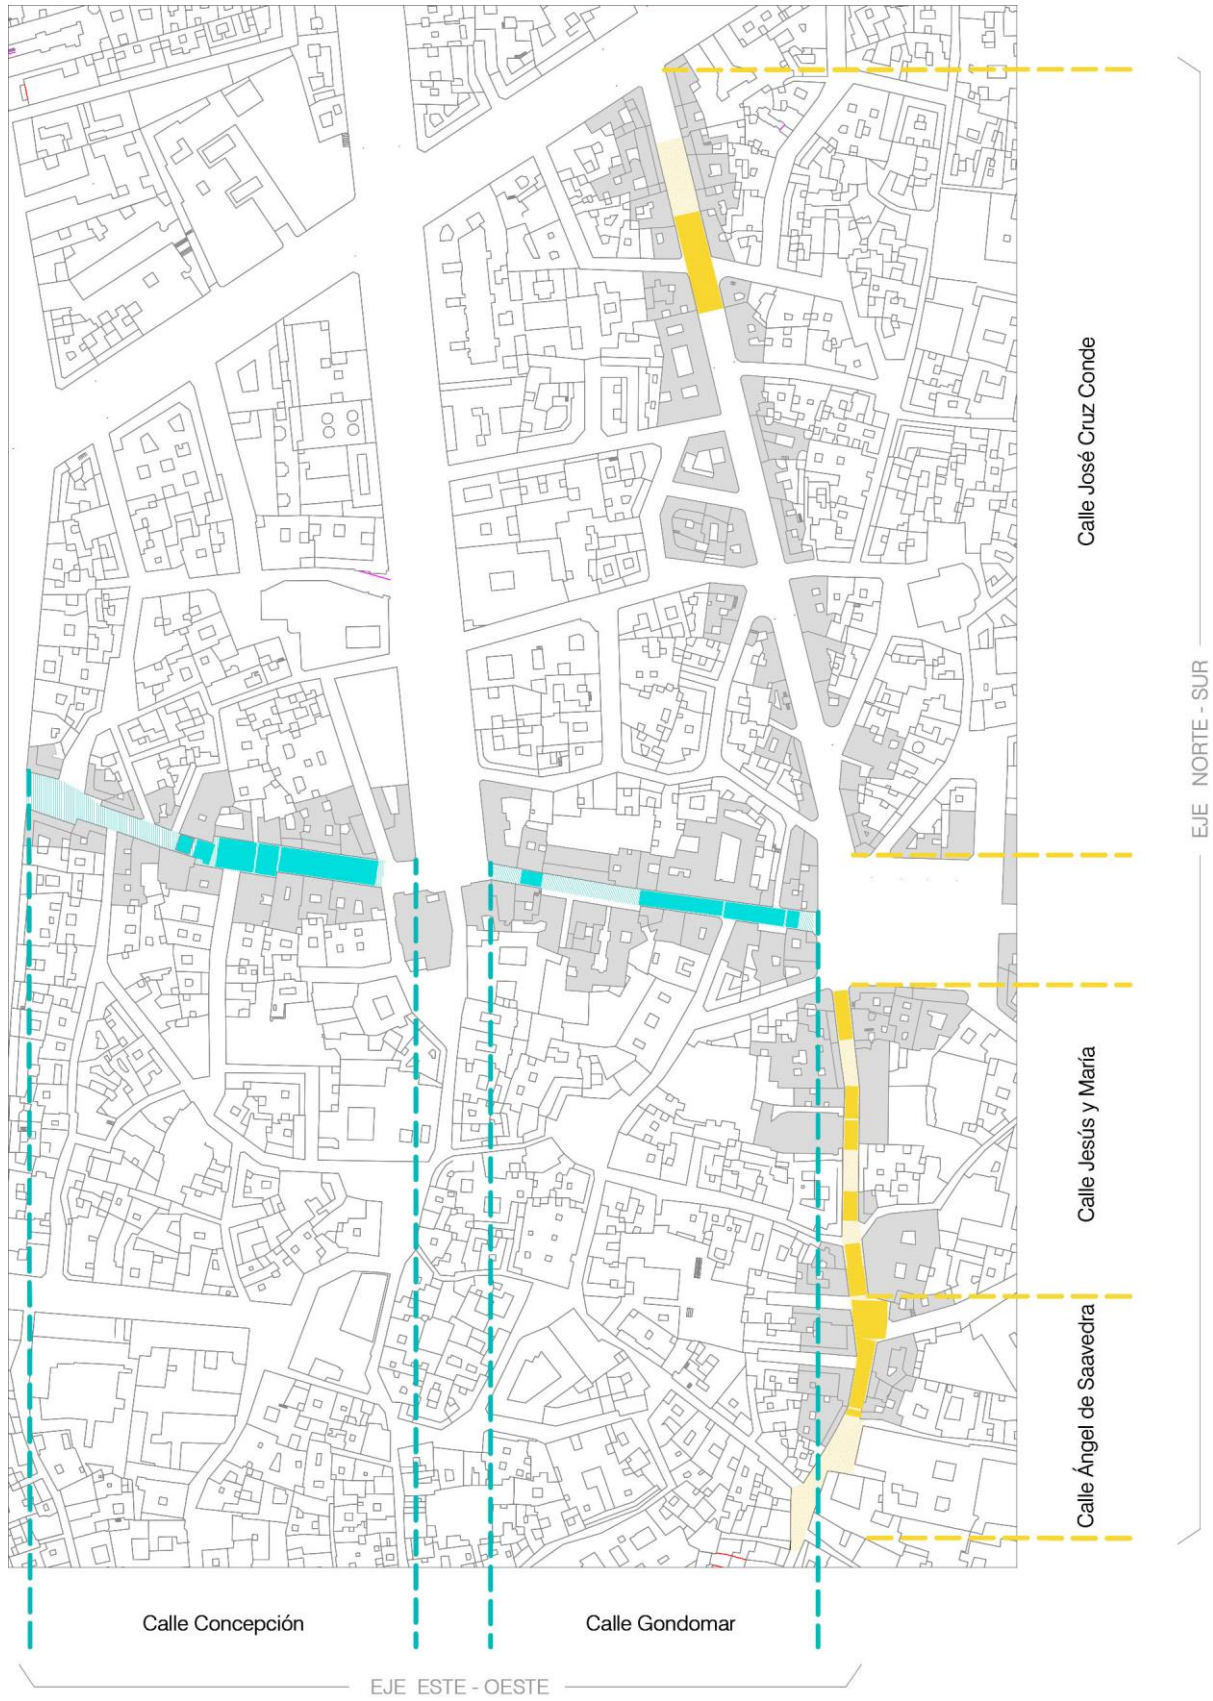 Calle José Cruz Conde
EJE NORTE - SUR
Calle Jesús y María
Calle Ángel de Saavedra
Calle Concepción
Calle Gondomar
EJE ESTE - OESTE